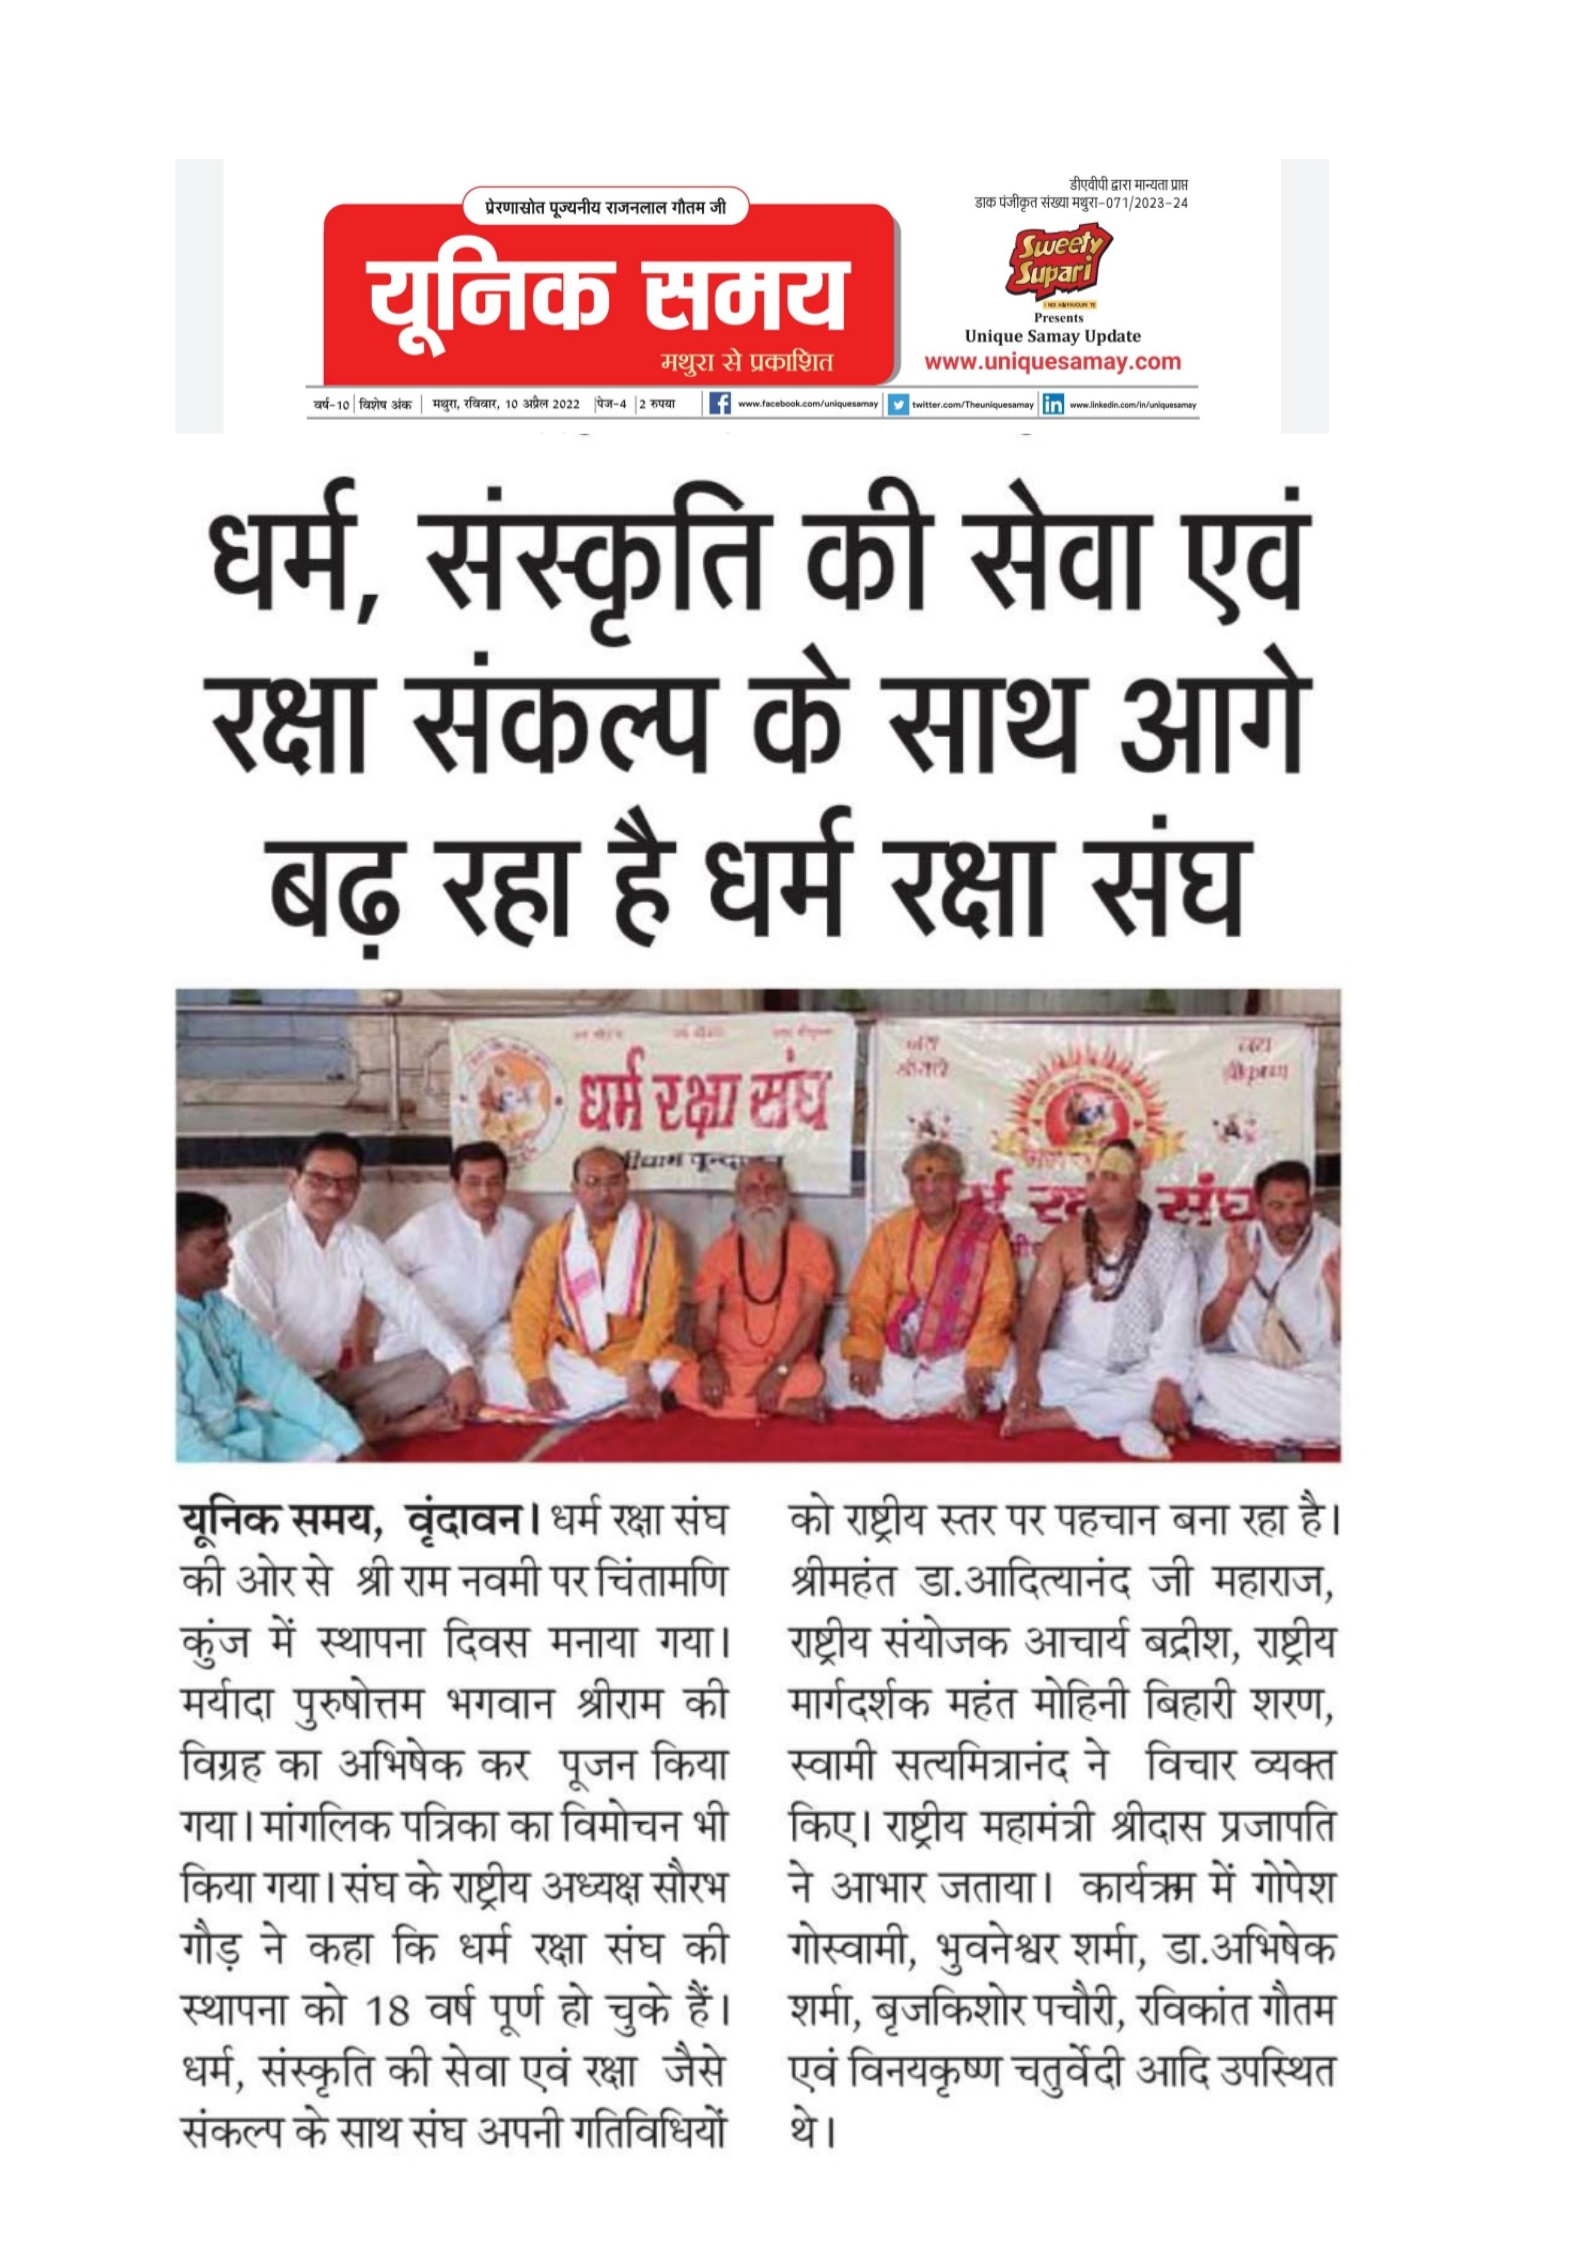 डीएवीपी द्वारा मान्यता प्राप्त
डाक पंजीकृत संख्या मथुरा-071/2023-24
प्रेरणास्रोत पूज्यनीय राजनलाल गौतम जी
यूनिक समय
मथुरा से प्रकाशित
Sweety
Supari
Presents
Unique Samay Update
www.uniquesamay.com
वर्ष-10 विशेष अंक मथुरा, रविवार, 10 अप्रैल 2022 पेज-4 2 रुपया www.facebook.com/uniquesamay twitter.com/Theuniquesamay www.linkedin.com/in/uniquesamay
धर्म, संस्कृति की सेवा एवं
रक्षा संकल्प के साथ आगे
बढ़ रहा है धर्म रक्षा संघ
धर्म रक्षा संघ
जय
जय
संघ
यूनिक समय, वृंदावन। धर्म रक्षा संघ
की ओर से श्री राम नवमी पर चिंतामणि
कुंज में स्थापना दिवस मनाया गया।
मर्यादा पुरुषोत्तम भगवान श्रीराम की
विग्रह का अभिषेक कर पूजन किया
गया। मांगलिक पत्रिका का विमोचन भी
किया गया। संघ के राष्ट्रीय अध्यक्ष सौरभ
गौड़ ने कहा कि धर्म रक्षा संघ की
स्थापना को 18 वर्ष पूर्ण हो चुके हैं।
धर्म, संस्कृति की सेवा एवं रक्षा जैसे
संकल्प के साथ संघ अपनी गतिविधियों
को राष्ट्रीय स्तर पर पहचान बना रहा है।
श्रीमहंत डा.आदित्यानंद जी महाराज,
राष्ट्रीय संयोजक आचार्य बद्रीश, राष्ट्रीय
मार्गदर्शक महंत मोहिनी बिहारी शरण,
स्वामी सत्यमित्रानंद ने विचार व्यक्त
किए। राष्ट्रीय महामंत्री श्रीदास प्रजापति
ने आभार जताया। कार्यक्रम में गोपेश
गोस्वामी, भुवनेश्वर शर्मा, डा.अभिषेक
शर्मा, बृजकिशोर पचौरी, रविकांत गौतम
एवं विनयकृष्ण चतुर्वेदी आदि उपस्थित
थे।